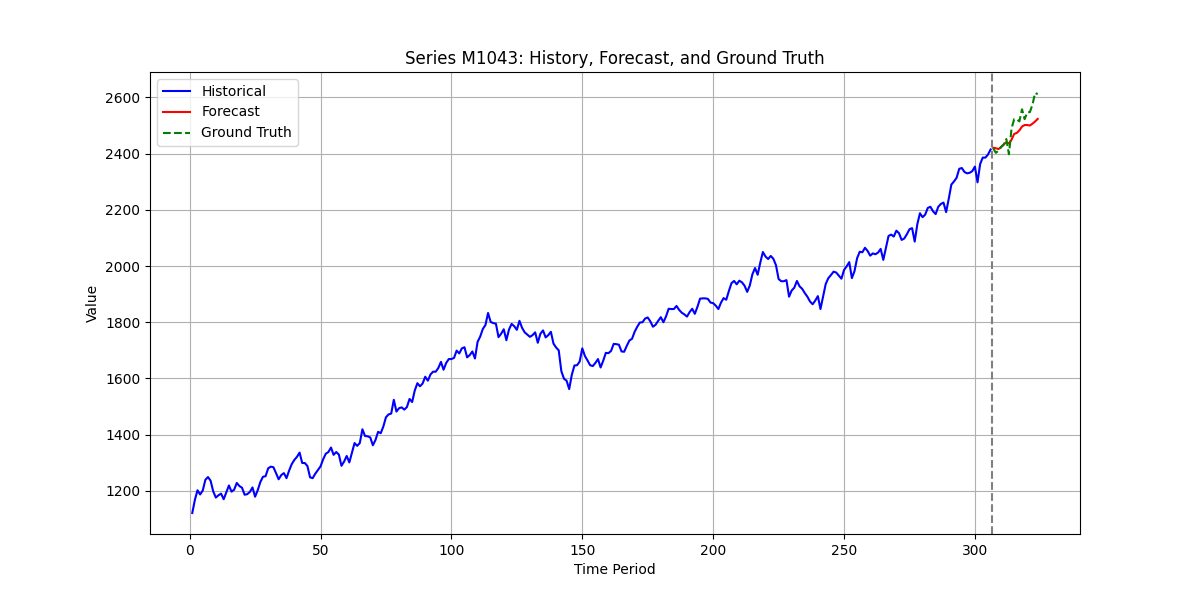 Series M1043: History, Forecast, and Ground Truth
Historical
Forecast
Ground Truth
2600
2400
2200
2000
1800
1600
1400
1200
Value
0 50 100 150 200 250 300
Time Period